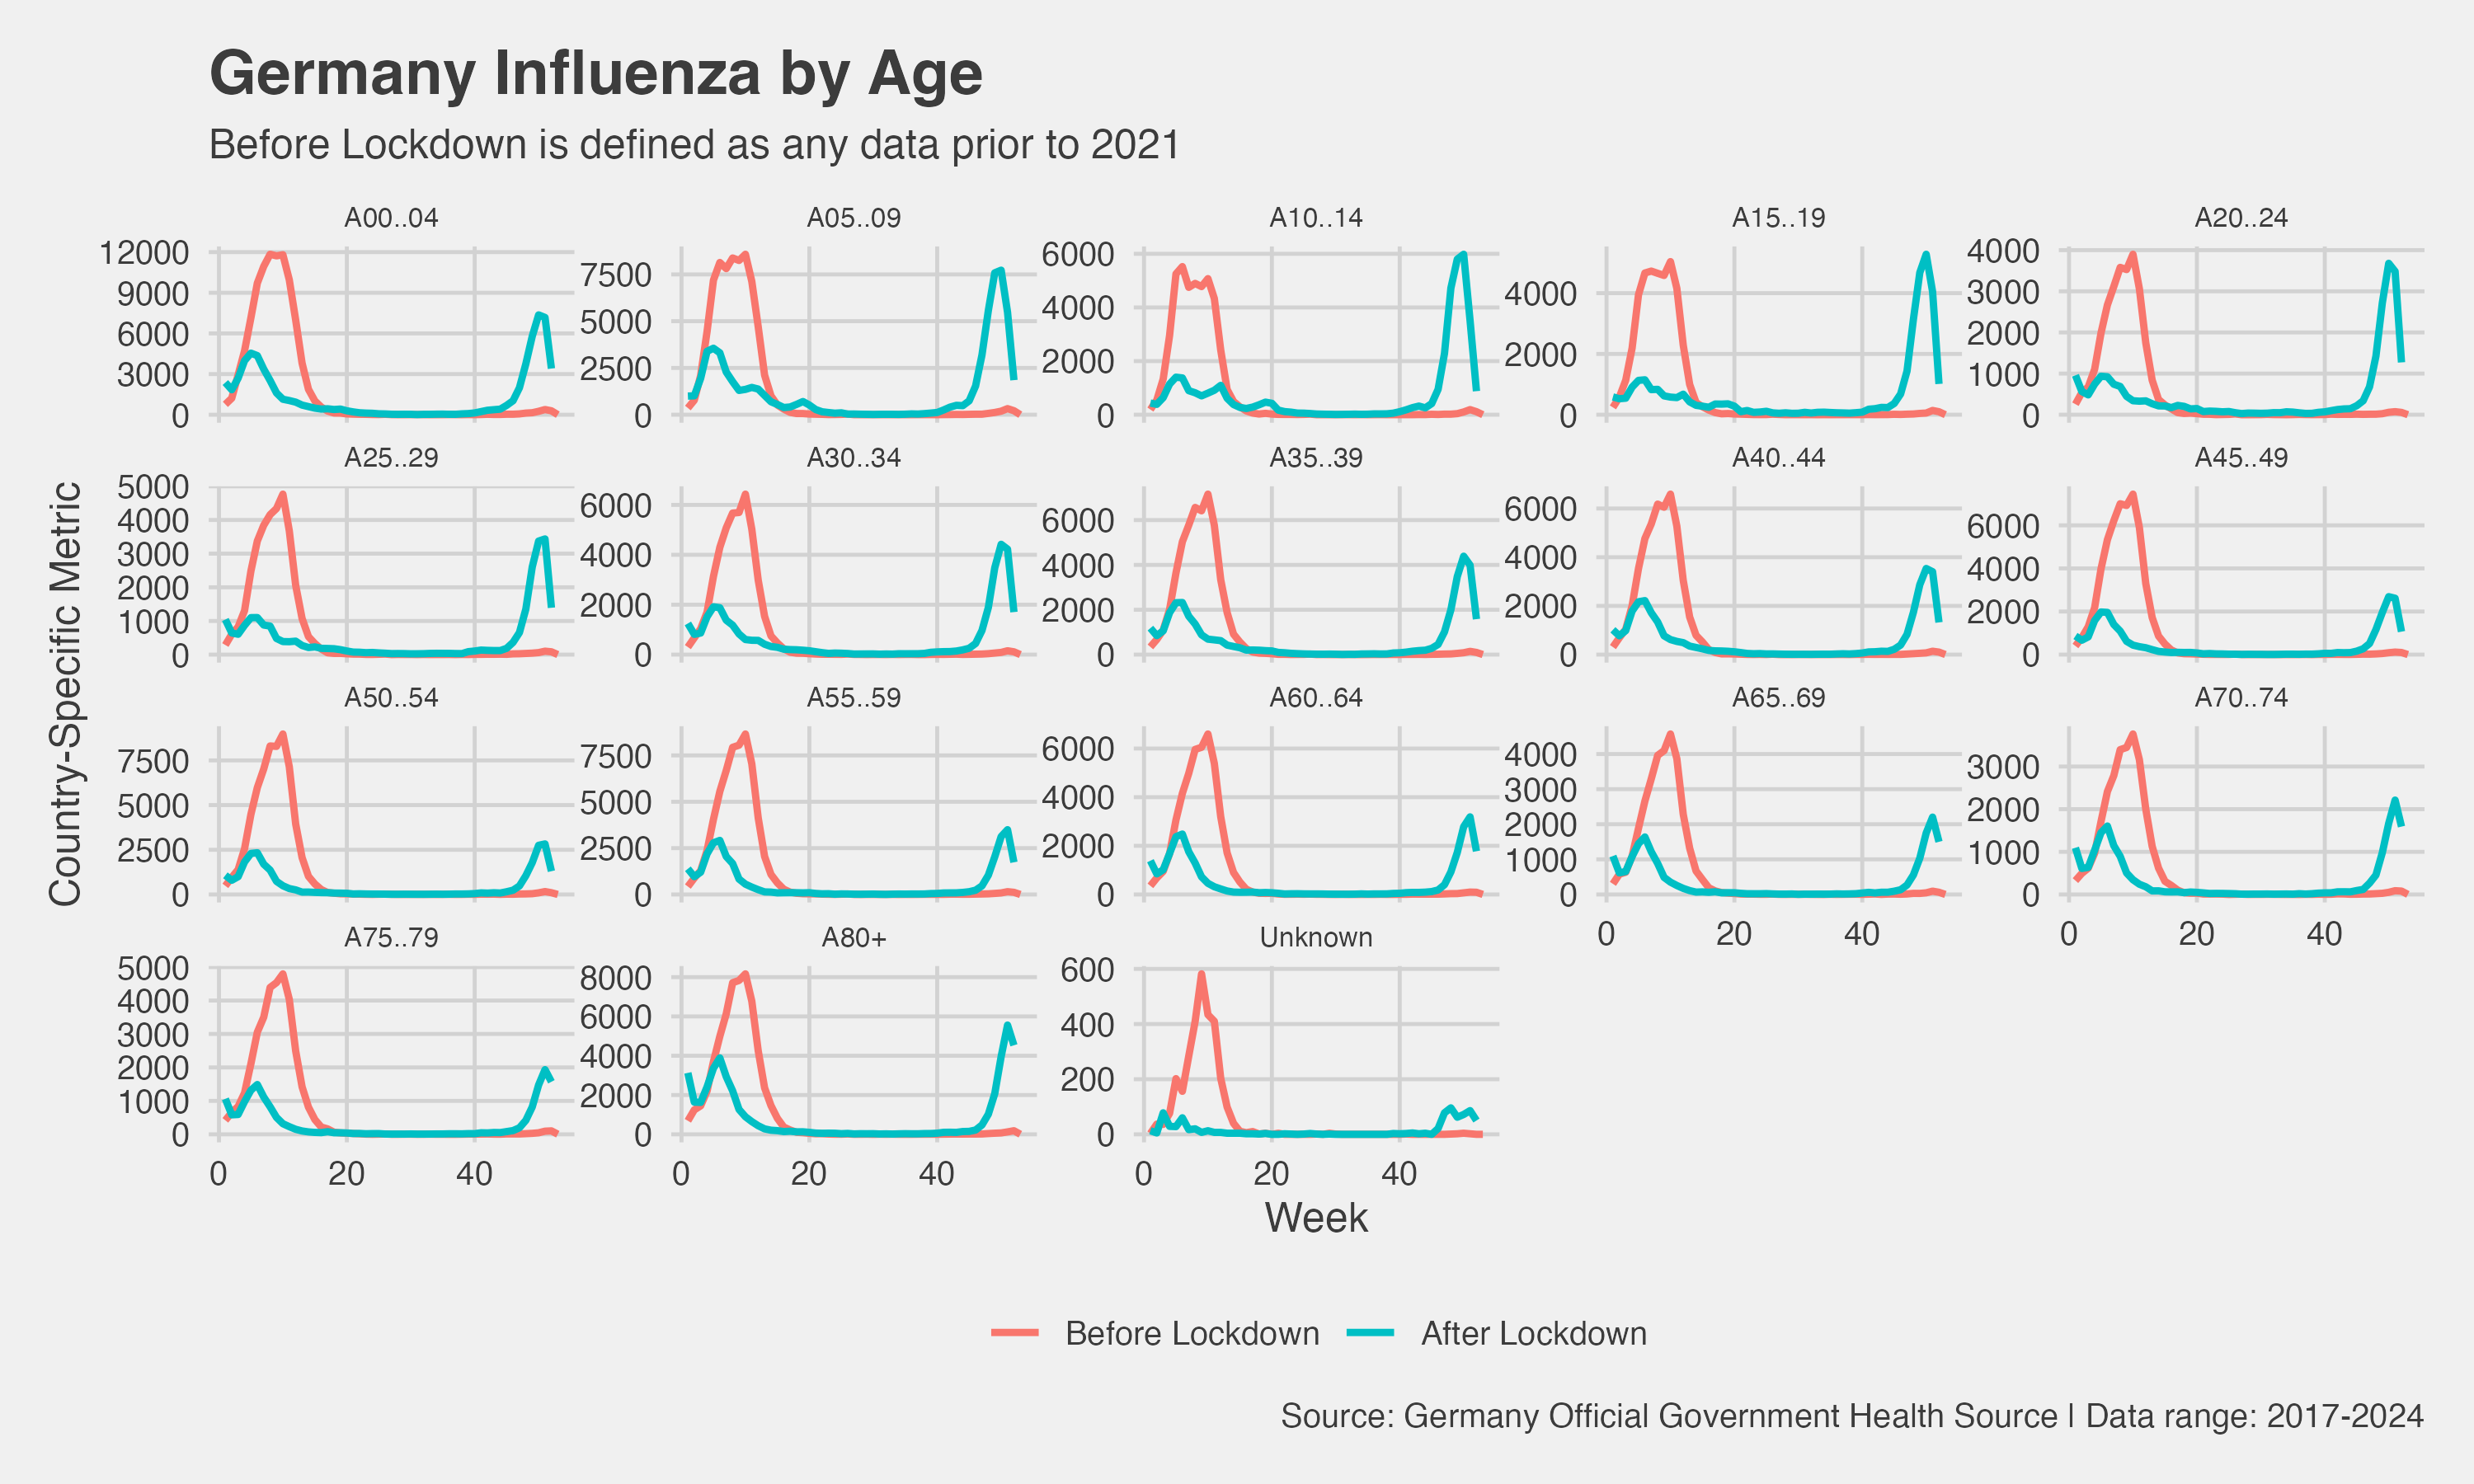 Germany Influenza by Age
Before Lockdown is defined as any data prior to 2021
Country-Specific Metric
A00..04 A05..09 A10..14 A15..19 A20..24
12000 9000 6000 3000 0
7500 5000 2500 0
6000 4000 2000 0
4000 2000 0
4000 3000 2000 1000 0
A25..29 A30..34 A35..39 A40..44 A45..49
5000 4000 3000 2000 1000 0
6000 4000 2000 0
6000 4000 2000 0
6000 4000 2000 0
6000 4000 2000 0
A50..54 A55..59 A60..64 A65..69 A70..74
7500 5000 2500 0
7500 5000 2500 0
6000 4000 2000 0
4000 3000 2000 1000 0
3000 2000 1000 0
0 20 40 0 20 40
A75..79 A80+ Unknown
5000 4000 3000 2000 1000 0
8000 6000 4000 2000 0
600 400 200 0
0 20 40 0 20 40 0 20 40
Week
Before Lockdown After Lockdown
Source: Germany Official Government Health Source | Data range: 2017-2024